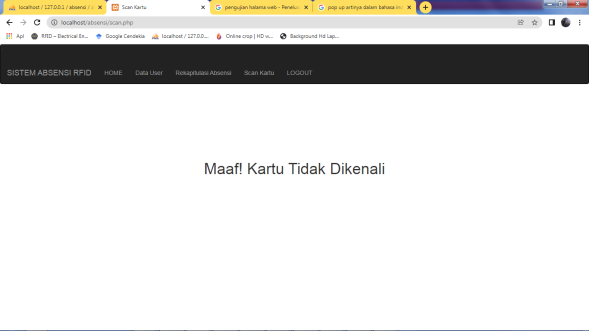 localhost / 127.0.0.1 / absensi /
Scan Kartu
pengujian halama web - Penelus
pop up artinya dalam bahasa indo
localhost/absensi/scan.php
Apl
RFID – Electrical En...
Google Cendekia
localhost / 127.0.0...
Online crop | HD w...
Background Hd Lap...
SISTEM ABSENSI RFID HOME Data User Rekapitulasi Absensi Scan Kartu LOGOUT
Maaf! Kartu Tidak Dikenali